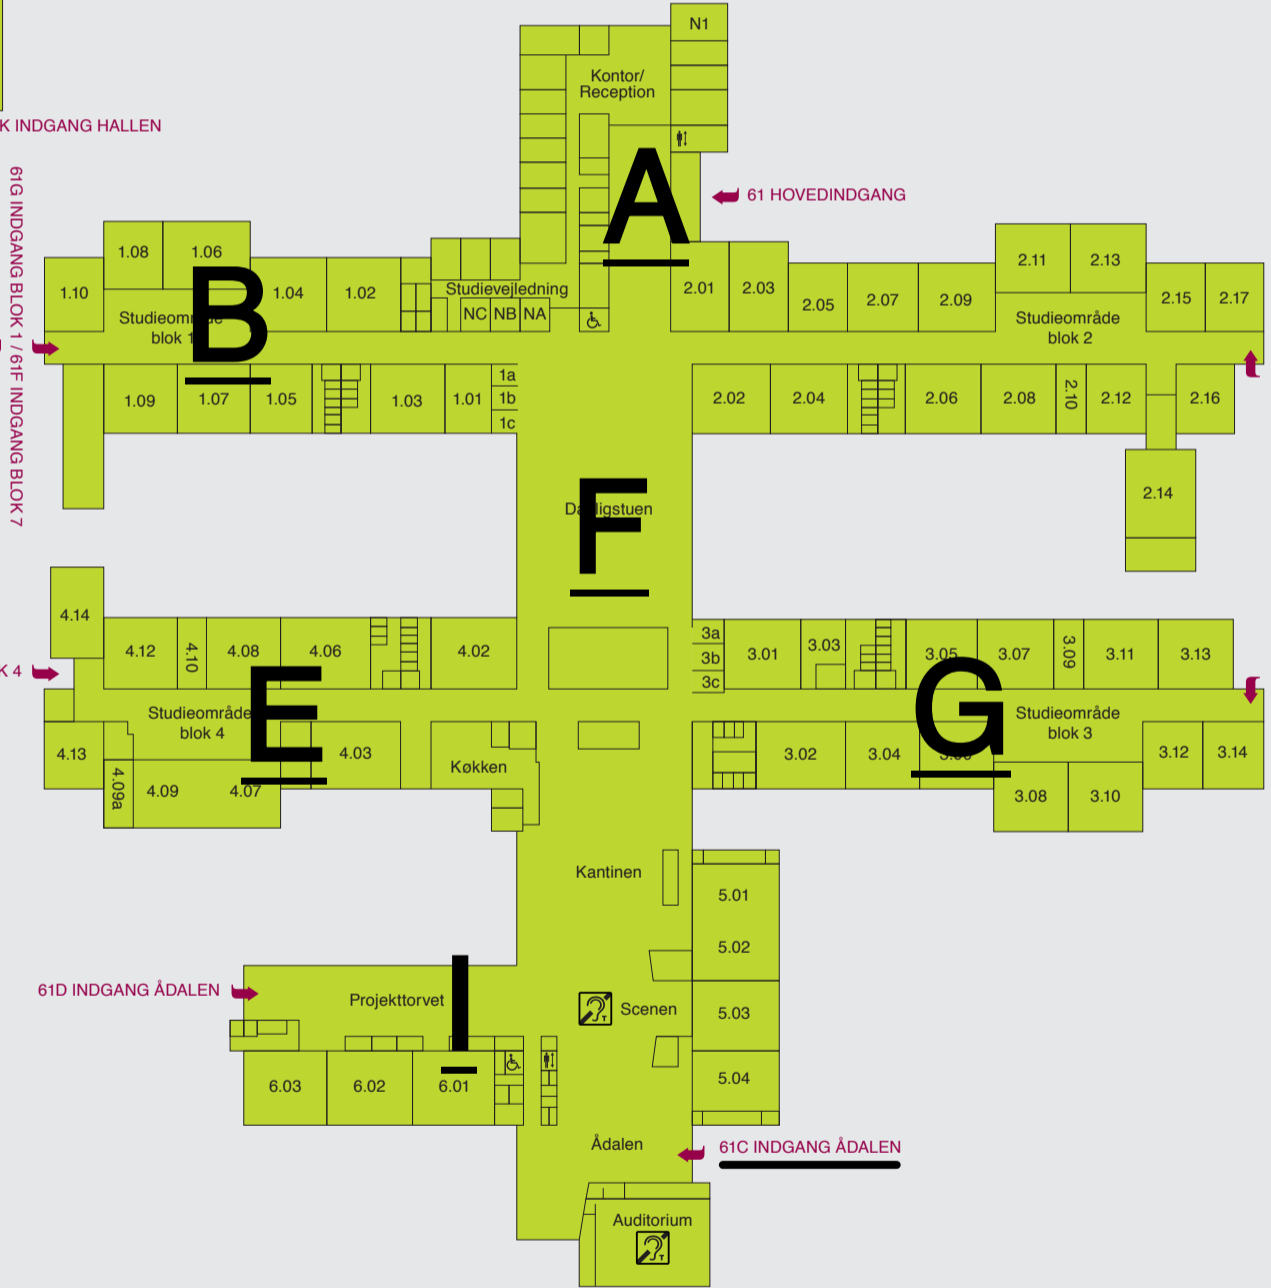 N1
Kontor/
Reception
K INDGANG HALLEN
61G INDGANG BLOK 1 / 61F INDGANG BLOK 7
A
61 HOVEDINDGANG
1.08
1.06
2.11
2.13
1.10
1.04
1.02
Studievejledning
2.01
2.03
2.05
2.07
2.09
2.15
2.17
NC
NB
NA
B
Studieområde
blok 1
Studieområde
blok 2
1.09
1.07
1.05
1.03
1.01
1a
1b
1c
2.02
2.04
2.06
2.08
2.10
2.12
2.16
2.14
F
Dagligstuen
4.14
4.12
4.10
4.08
4.06
4.02
3a
3b
3c
3.01
3.03
3.05
3.07
3.09
3.11
3.13
K 4
E
G
Studieområde
blok 4
Studieområde
blok 3
4.13
4.03
Køkken
3.02
3.04
3.06
3.12
3.14
4.09a
4.09
4.07
3.08
3.10
Kantinen
5.01
5.02
61D INDGANG ÅDALEN
Projekttorvet
I
T
Scenen
5.03
6.03
6.02
6.01
5.04
Ådalen
61C INDGANG ÅDALEN
Auditorium
T